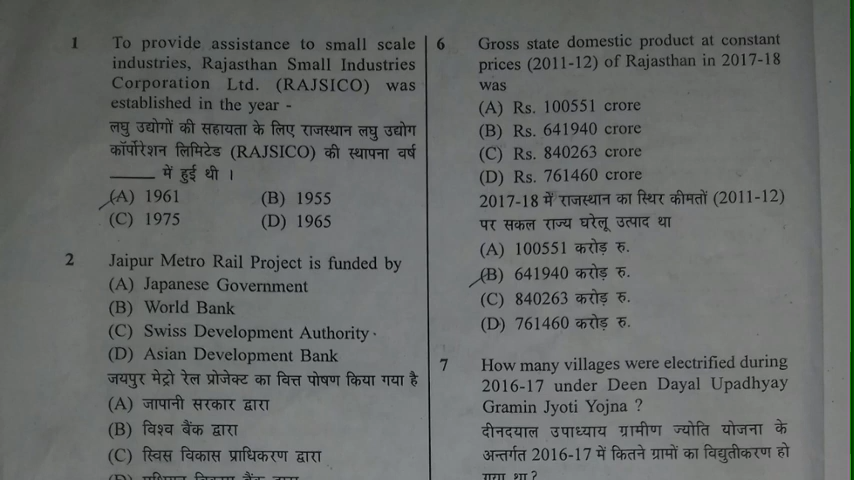 1 To provide assistance to small scale
industries, Rajasthan Small Industries
Corporation Ltd. (RAJSICO) was
established in the year -
लघु उद्योगों की सहायता के लिए राजस्थान लघु उद्योग
कॉर्पोरेशन लिमिटेड (RAJSICO) की स्थापना वर्ष
______ में हुई थी ।
(A) 1961 (B) 1955
(C) 1975 (D) 1965
2 Jaipur Metro Rail Project is funded by
(A) Japanese Government
(B) World Bank
(C) Swiss Development Authority
(D) Asian Development Bank
जयपुर मेट्रो रेल प्रोजेक्ट का वित्त पोषण किया गया है
(A) जापानी सरकार द्वारा
(B) विश्व बैंक द्वारा
(C) स्विस विकास प्राधिकरण द्वारा
(D) एशियन विकास बैंक द्वारा
6 Gross state domestic product at constant
prices (2011-12) of Rajasthan in 2017-18
was
(A) Rs. 100551 crore
(B) Rs. 641940 crore
(C) Rs. 840263 crore
(D) Rs. 761460 crore
2017-18 में राजस्थान का स्थिर कीमतों (2011-12)
पर सकल राज्य घरेलू उत्पाद था
(A) 100551 करोड़ रु.
(B) 641940 करोड़ रु.
(C) 840263 करोड़ रु.
(D) 761460 करोड़ रु.
7 How many villages were electrified during
2016-17 under Deen Dayal Upadhyay
Gramin Jyoti Yojna ?
दीनदयाल उपाध्याय ग्रामीण ज्योति योजना के
अन्तर्गत 2016-17 में कितने ग्रामों का विद्युतीकरण हो
गया था?